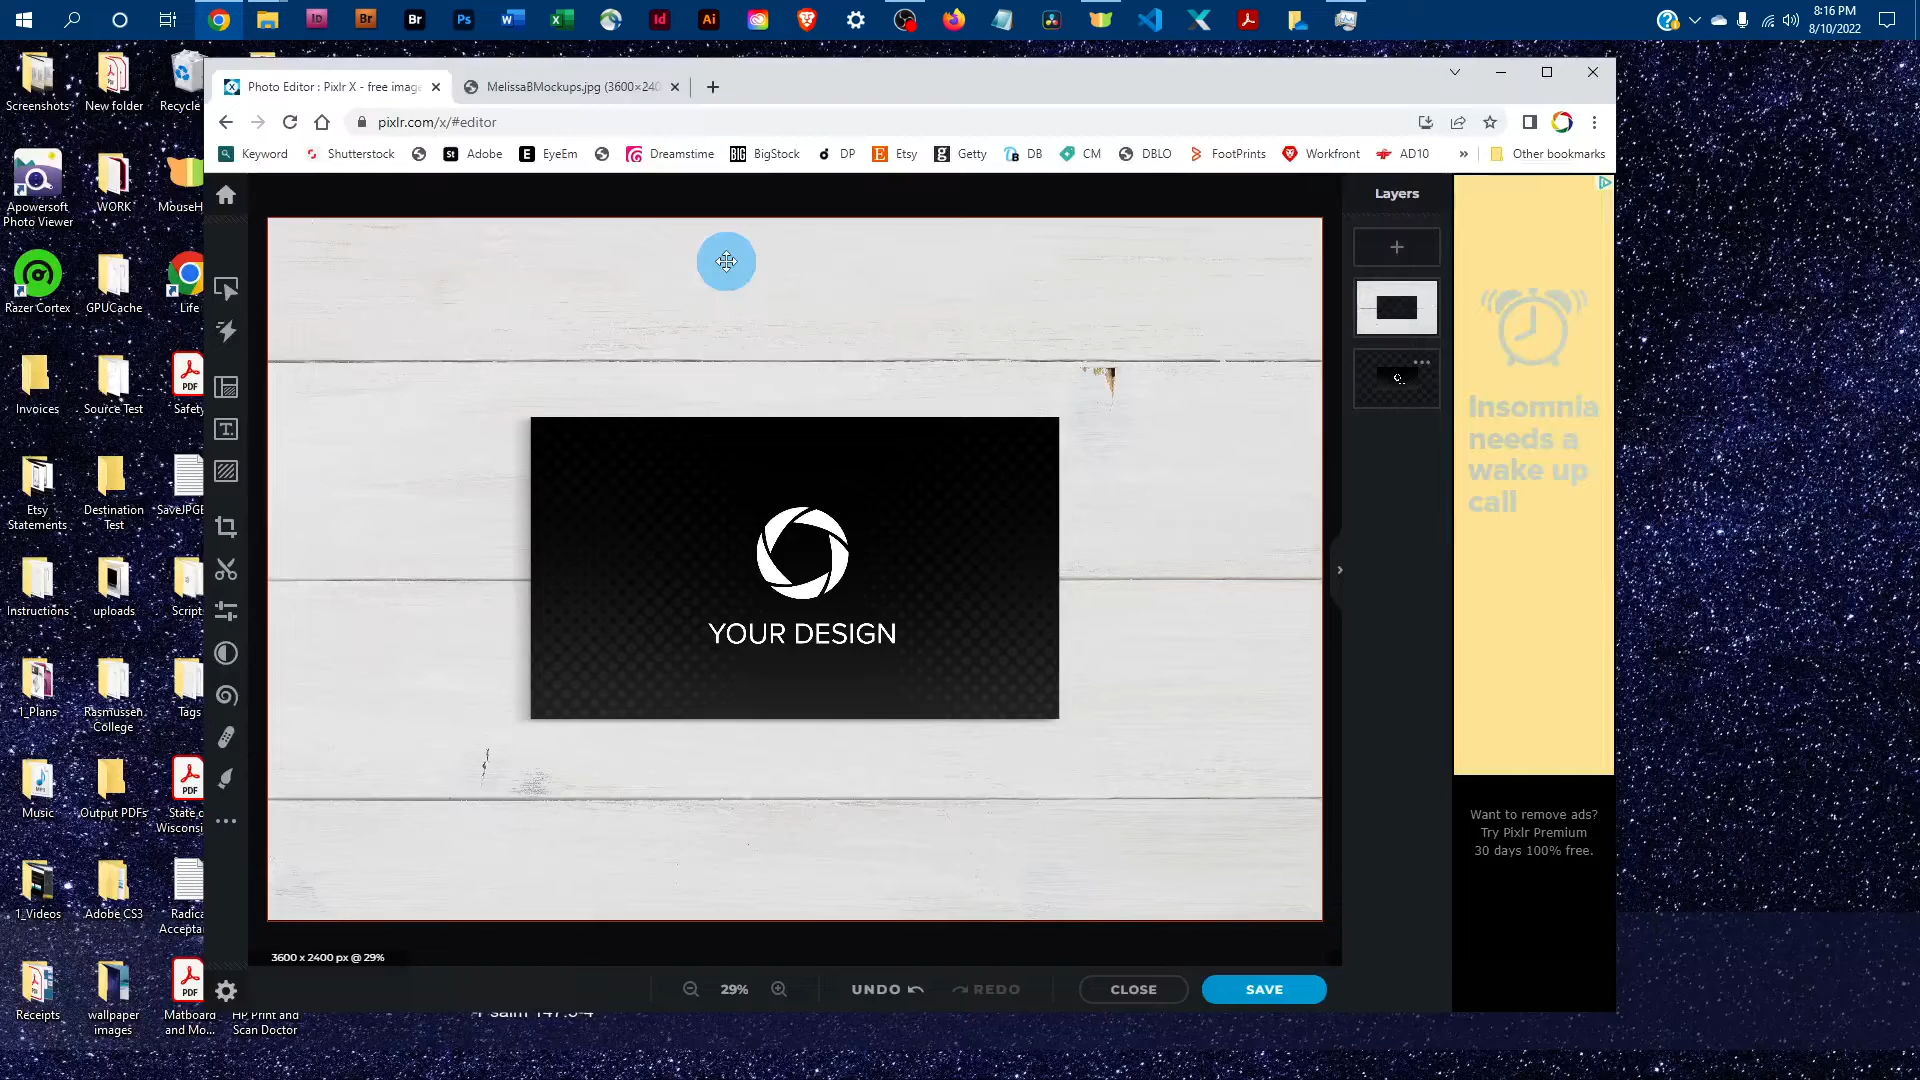 8:16 PM
8/10/2022
Photo Editor : Pixlr X - free imag
MelissaBMockups.jpg (3600×240
pixlr.com/x/#editor
Keyword
Shutterstock
Adobe
EyeEm
Dreamstime
BigStock
DP
Etsy
Getty
DB
CM
DBLO
FootPrints
Workfront
AD10
Other bookmarks
Layers
YOUR DESIGN
Insomnia
needs a
wake up
call
Want to remove ads?
Try Pixlr Premium
30 days 100% free.
3600 x 2400 px @ 29%
29%
UNDO
REDO
CLOSE
SAVE
Screenshots
New folder
Recycle
Apowersoft
Photo Viewer
WORK
MouseH
Razer Cortex
GPUCache
Life
Invoices
Source Test
Safety
Etsy
Statements
Destination
Test
SaveJPGE
Instructions
uploads
Script
1_Plans
Rasmussen
College
Tags
Music
Output PDFs
State o
Wisconsi
1_Videos
Adobe CS3
Radica
Acceptan
Receipts
wallpaper
images
Matboard
and Mo...
HP Print and
Scan Doctor